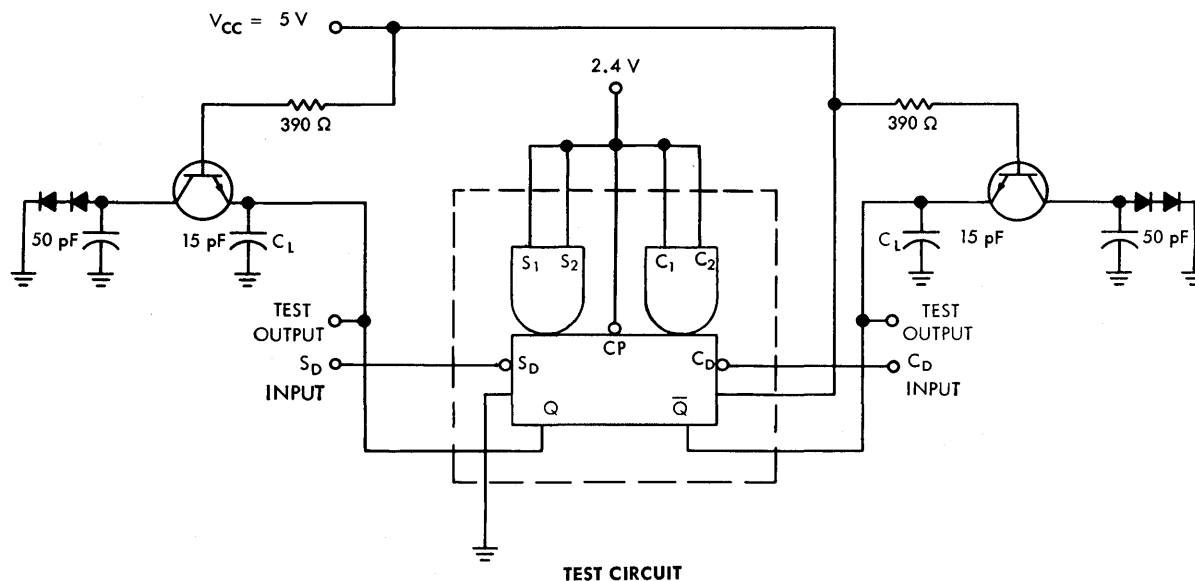 V_CC = 5 V
2.4 V
390 Ω
390 Ω
50 pF
15 pF
C_L
C_L
15 pF
50 pF
S_1 S_2 C_1 C_2
TEST OUTPUT
TEST OUTPUT
CP
S_D INPUT
S_D
C_D
C_D INPUT
Q
Q̅
TEST CIRCUIT